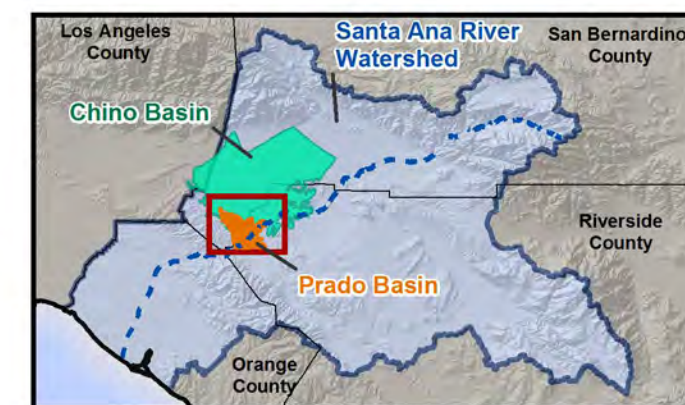 Los Angeles
County
Santa Ana River
Watershed
San Bernardino
County
Chino Basin
Riverside
County
Prado Basin
Orange
County